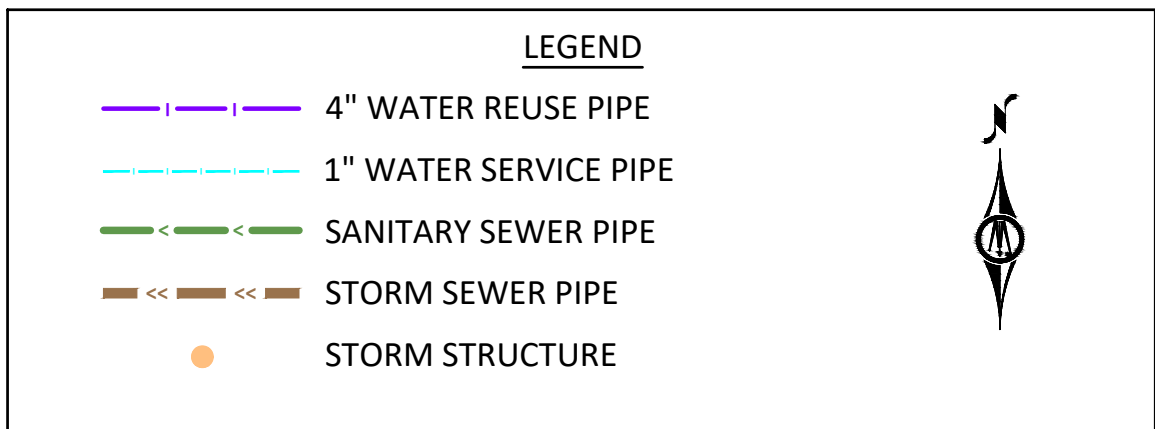 LEGEND
4" WATER REUSE PIPE
1" WATER SERVICE PIPE
SANITARY SEWER PIPE
STORM SEWER PIPE
STORM STRUCTURE
N